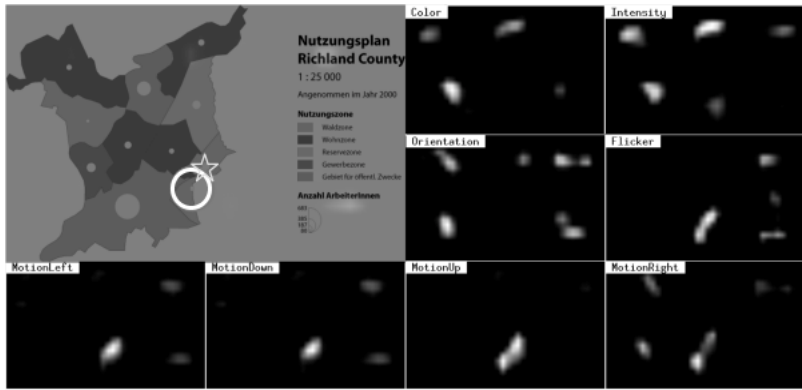 Nutzungsplan
Richland County
1 : 25 000
Angenommen im Jahr 2000
Nutzungszone
Waldzone
Wohnzone
Reservezone
Gewerbezone
Gebiet für öffentl. Zwecke
Anzahl ArbeiterInnen
Color
Intensity
Orientation
Flicker
MotionLeft
MotionDown
MotionUp
MotionRight